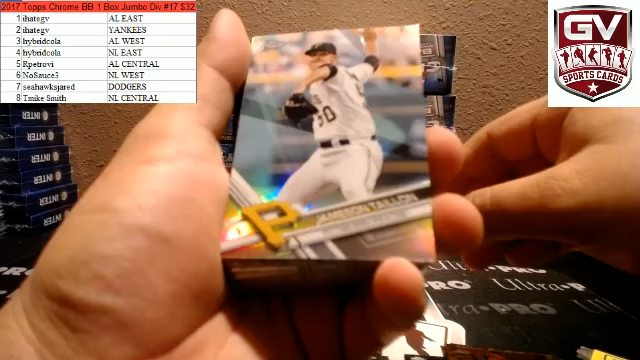 2017 Topps Chrome BB 1 Box Jumbo Div #17 $32
1 ihategv AL EAST
2 ihategv YANKEES
3 hybridcola AL WEST
4 hybridcola NL EAST
5 Rpetrovi AL CENTRAL
6 NoSauce3 NL WEST
7 seahawksjared DODGERS
8 Tmike Smith NL CENTRAL
GV
SPORTS CARDS
50
P
JAMESON TAILLON
INTER
INTER
INTER
INTER
PRO
Ultra PRO
Ultra